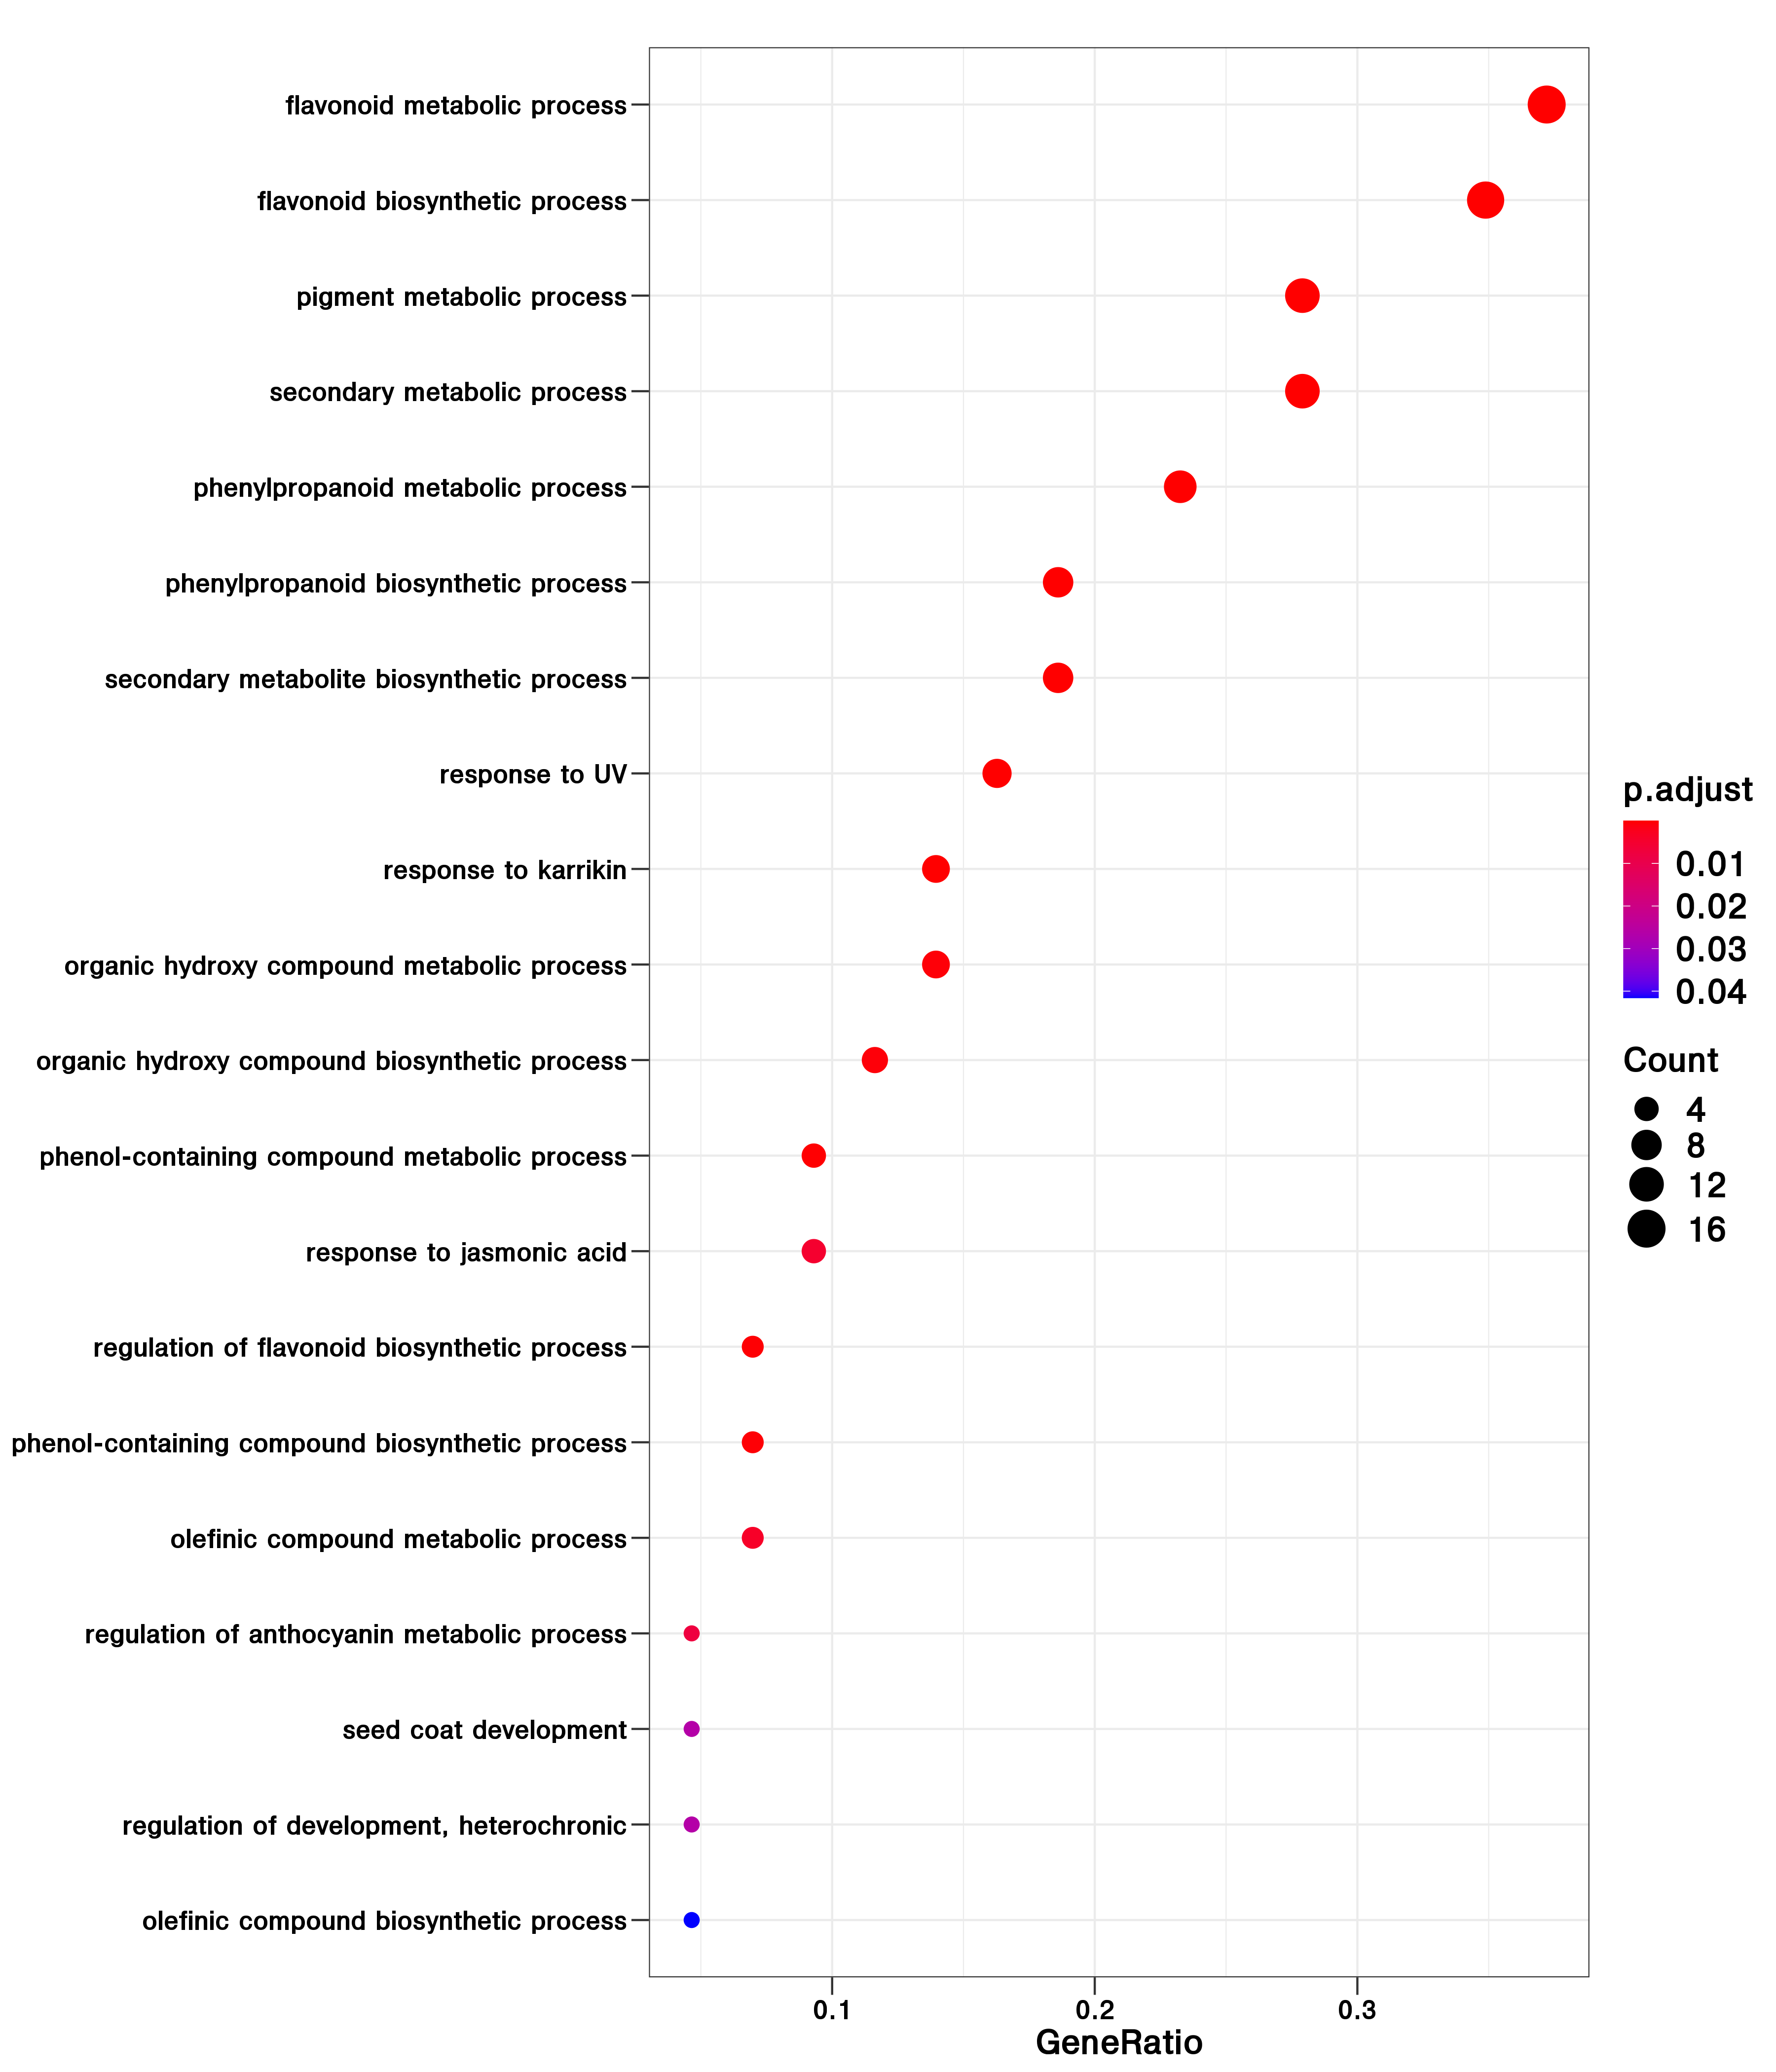 flavonoid metabolic process
flavonoid biosynthetic process
pigment metabolic process
secondary metabolic process
phenylpropanoid metabolic process
phenylpropanoid biosynthetic process
secondary metabolite biosynthetic process
response to UV
response to karrikin
organic hydroxy compound metabolic process
organic hydroxy compound biosynthetic process
phenol-containing compound metabolic process
response to jasmonic acid
regulation of flavonoid biosynthetic process
phenol-containing compound biosynthetic process
olefinic compound metabolic process
regulation of anthocyanin metabolic process
seed coat development
regulation of development, heterochronic
olefinic compound biosynthetic process
0.1 0.2 0.3
GeneRatio
p.adjust
0.01
0.02
0.03
0.04
Count
4
8
12
16